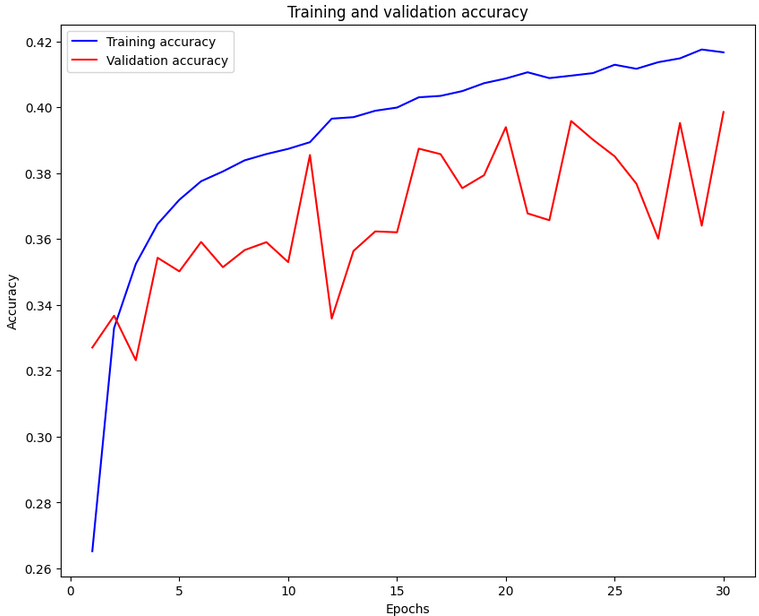 Training and validation accuracy
Training accuracy
Validation accuracy
0.42
0.40
0.38
0.36
0.34
0.32
0.30
0.28
0.26
Accuracy
0 5 10 15 20 25 30
Epochs